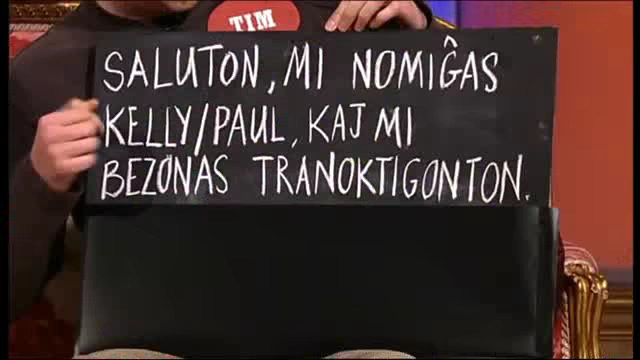 TIM
SALUTON, MI NOMIĜAS
KELLY/PAUL, KAJ MI
BEZONAS TRANOKTIGONTON.